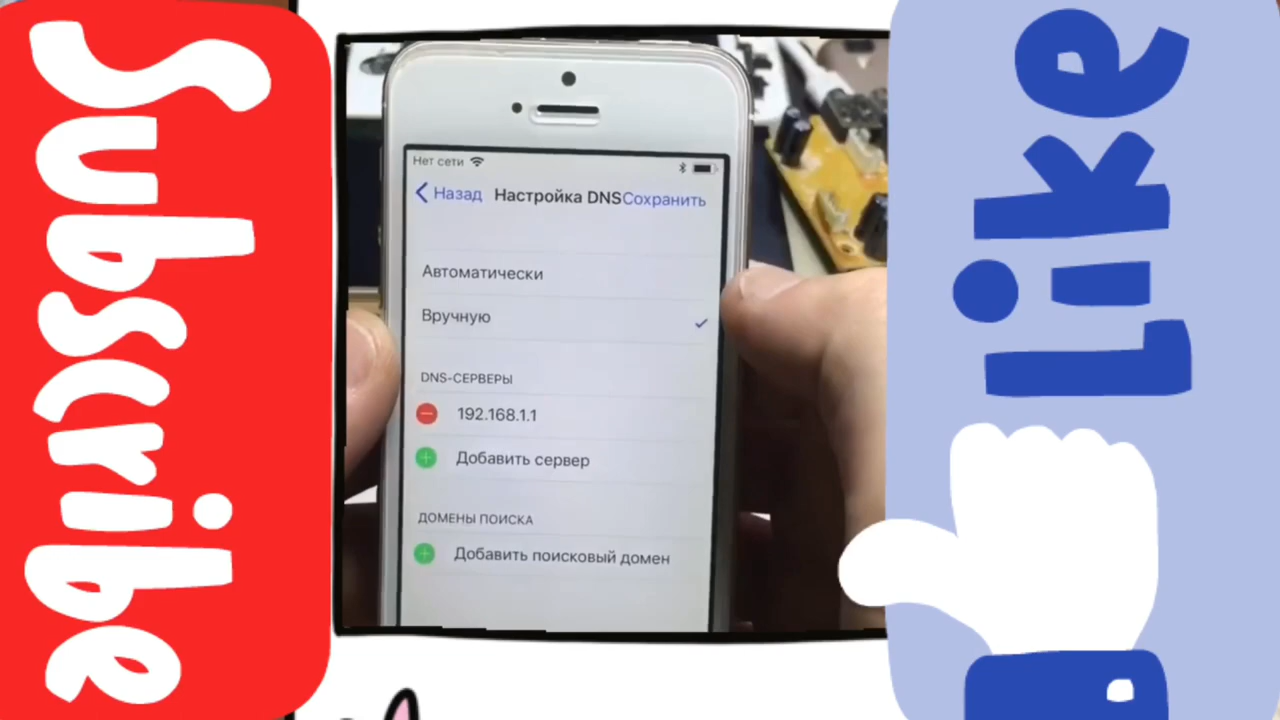 Subscribe
Нет сети
Назад Настройка DNS Сохранить
Автоматически
Вручную
DNS-СЕРВЕРЫ
192.168.1.1
Добавить сервер
ДОМЕНЫ ПОИСКА
Добавить поисковый домен
Like